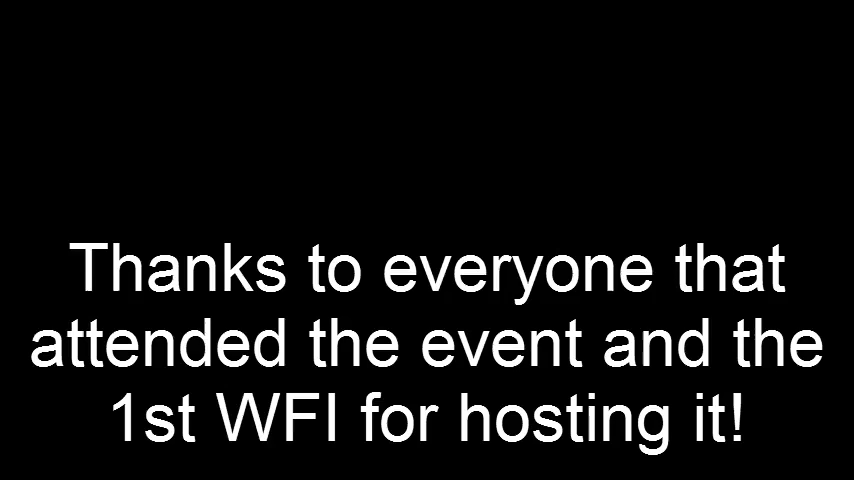 Thanks to everyone that
attended the event and the
1st WFI for hosting it!